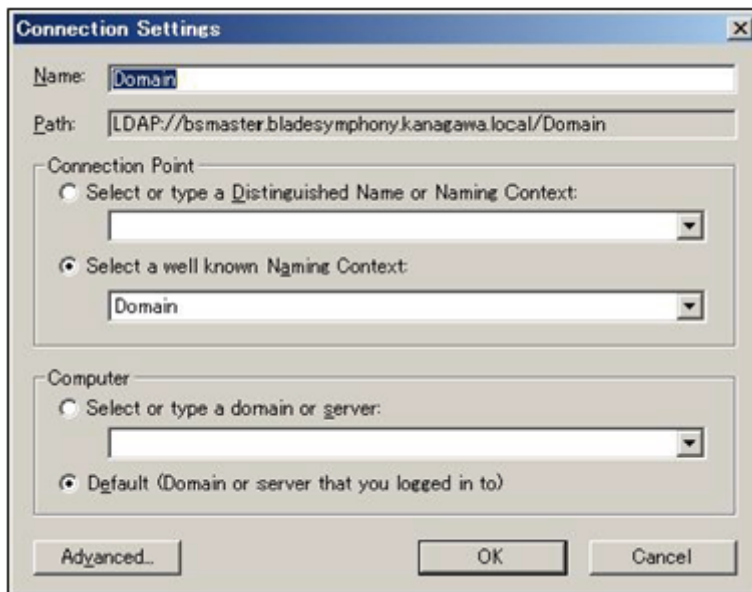 Connection Settings
Name:
Domain
Path:
LDAP://bsmaster.bladesymphony.kanagawa.local/Domain
Connection Point
Select or type a Distinguished Name or Naming Context:
Select a well known Naming Context:
Domain
Computer
Select or type a domain or server:
Default (Domain or server that you logged in to)
Advanced...
OK
Cancel